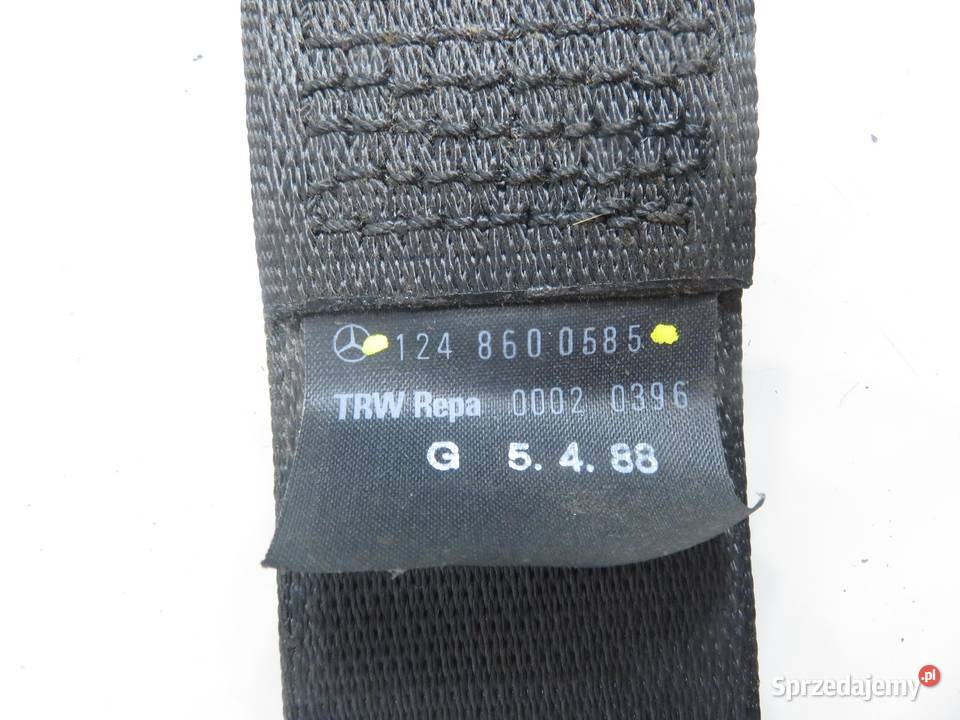 124 860 0585
TRW Repa 0002 0396
G 5. 4. 88
Sprzedajemy.pl